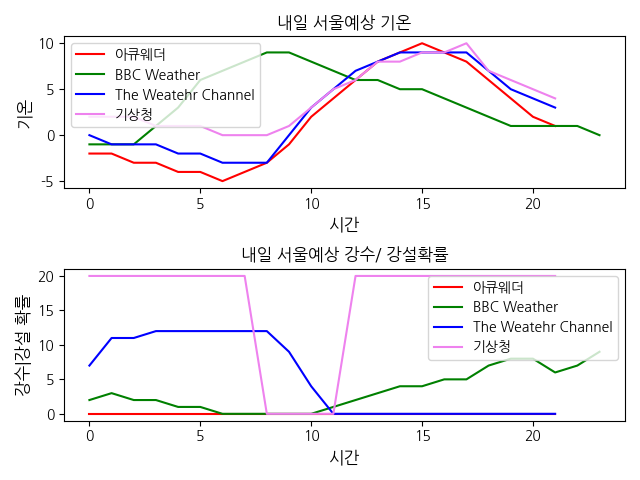 내일 서울예상 기온
기온
10
5
0
-5
아큐웨더
BBC Weather
The Weatehr Channel
기상청
0 5 10 15 20
시간
내일 서울예상 강수/ 강설확률
강수|강설 확률
20
15
10
5
0
아큐웨더
BBC Weather
The Weatehr Channel
기상청
0 5 10 15 20
시간